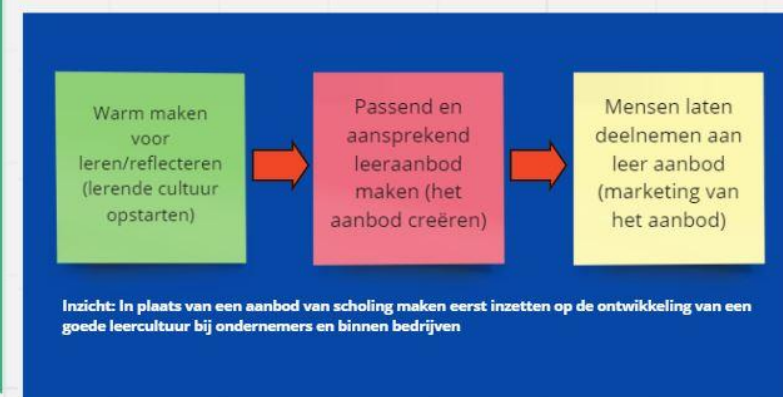 Warm maken
voor
leren/reflecteren
(lerende cultuur
opstarten)
Passend en
aansprekend
leeraanbod
maken (het
aanbod creëren)
Mensen laten
deelnemen aan
leer aanbod
(marketing van
het aanbod)
Inzicht: In plaats van een aanbod van scholing maken eerst inzetten op de ontwikkeling van een
goede leercultuur bij ondernemers en binnen bedrijven